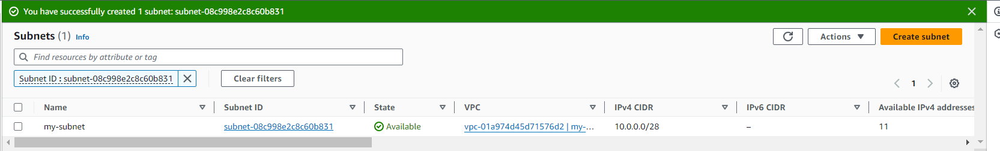 You have successfully created 1 subnet: subnet-08c998e2c8c60b831
Subnets (1) Info
Actions
Create subnet
Find resources by attribute or tag
Subnet ID : subnet-08c998e2c8c60b831
Clear filters
1
Name Subnet ID State VPC IPv4 CIDR IPv6 CIDR Available IPv4 addresses
my-subnet subnet-08c998e2c8c60b831 Available vpc-01a974d45d71576d2 | my-… 10.0.0.0/28 – 11